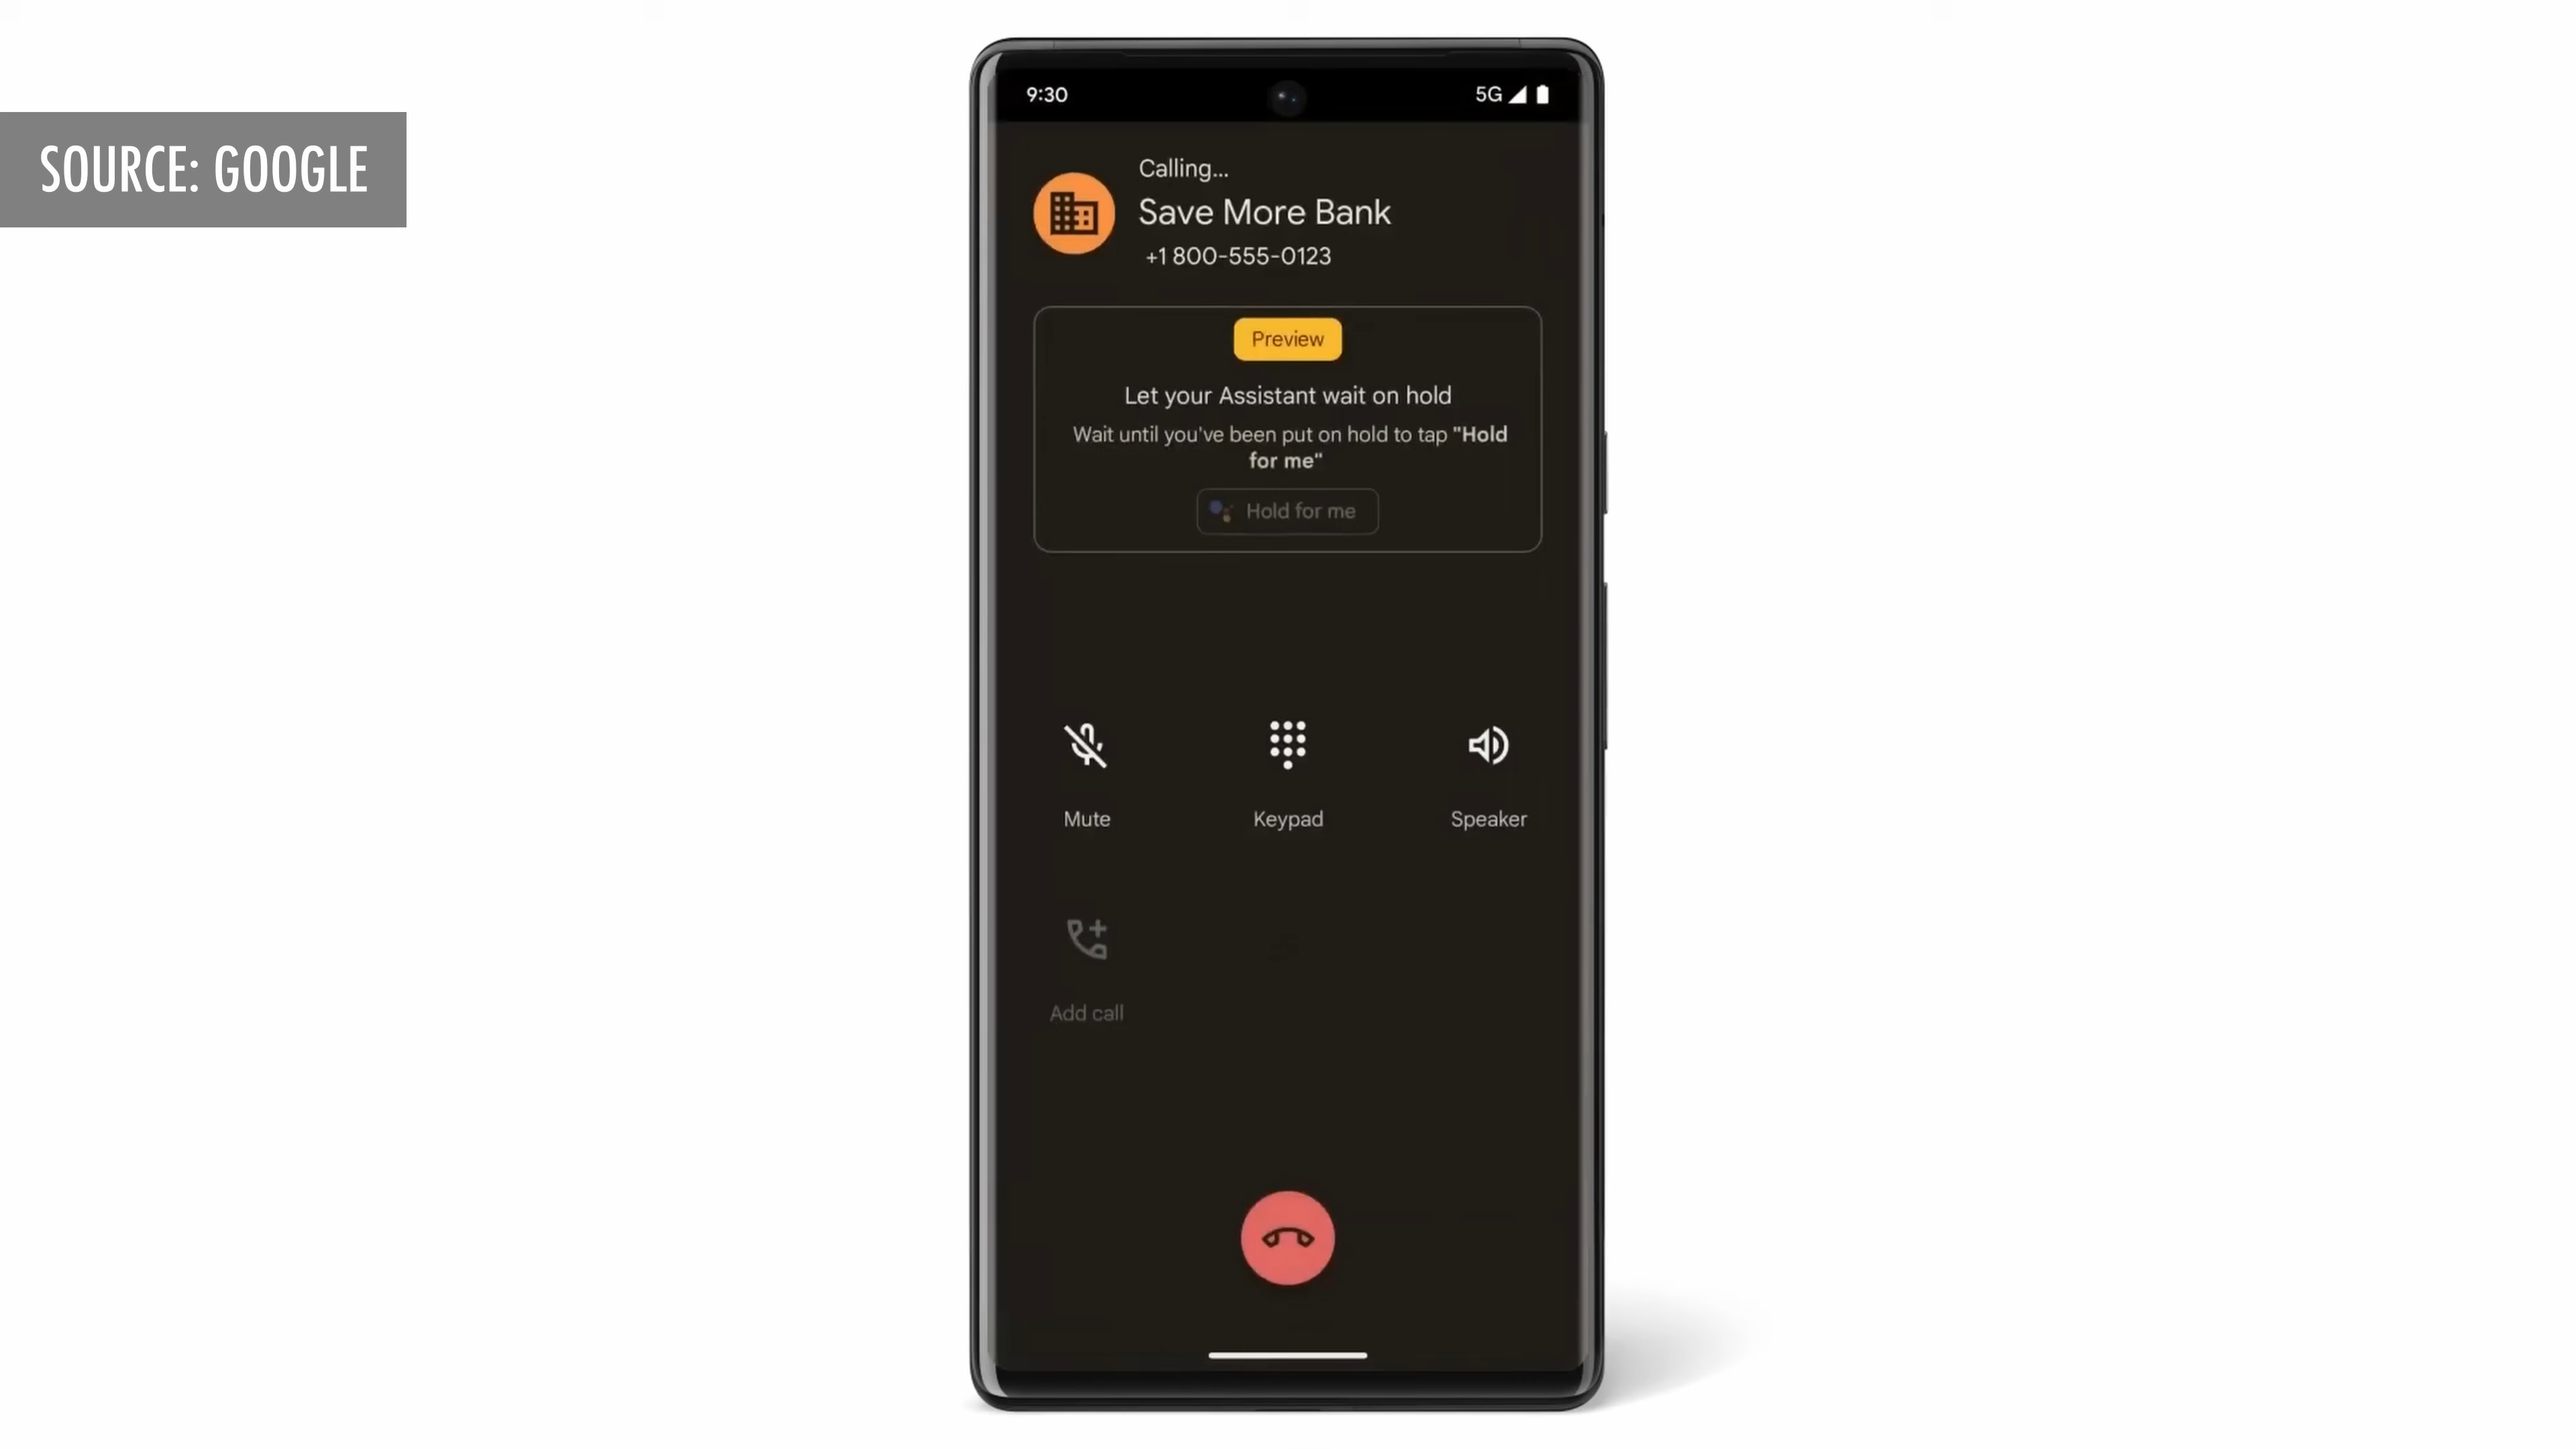 SOURCE: GOOGLE
9:30
5G
Calling...
Save More Bank
+1 800-555-0123
Preview
Let your Assistant wait on hold
Wait until you've been put on hold to tap "Hold
for me"
Hold for me
Mute
Keypad
Speaker
Add call